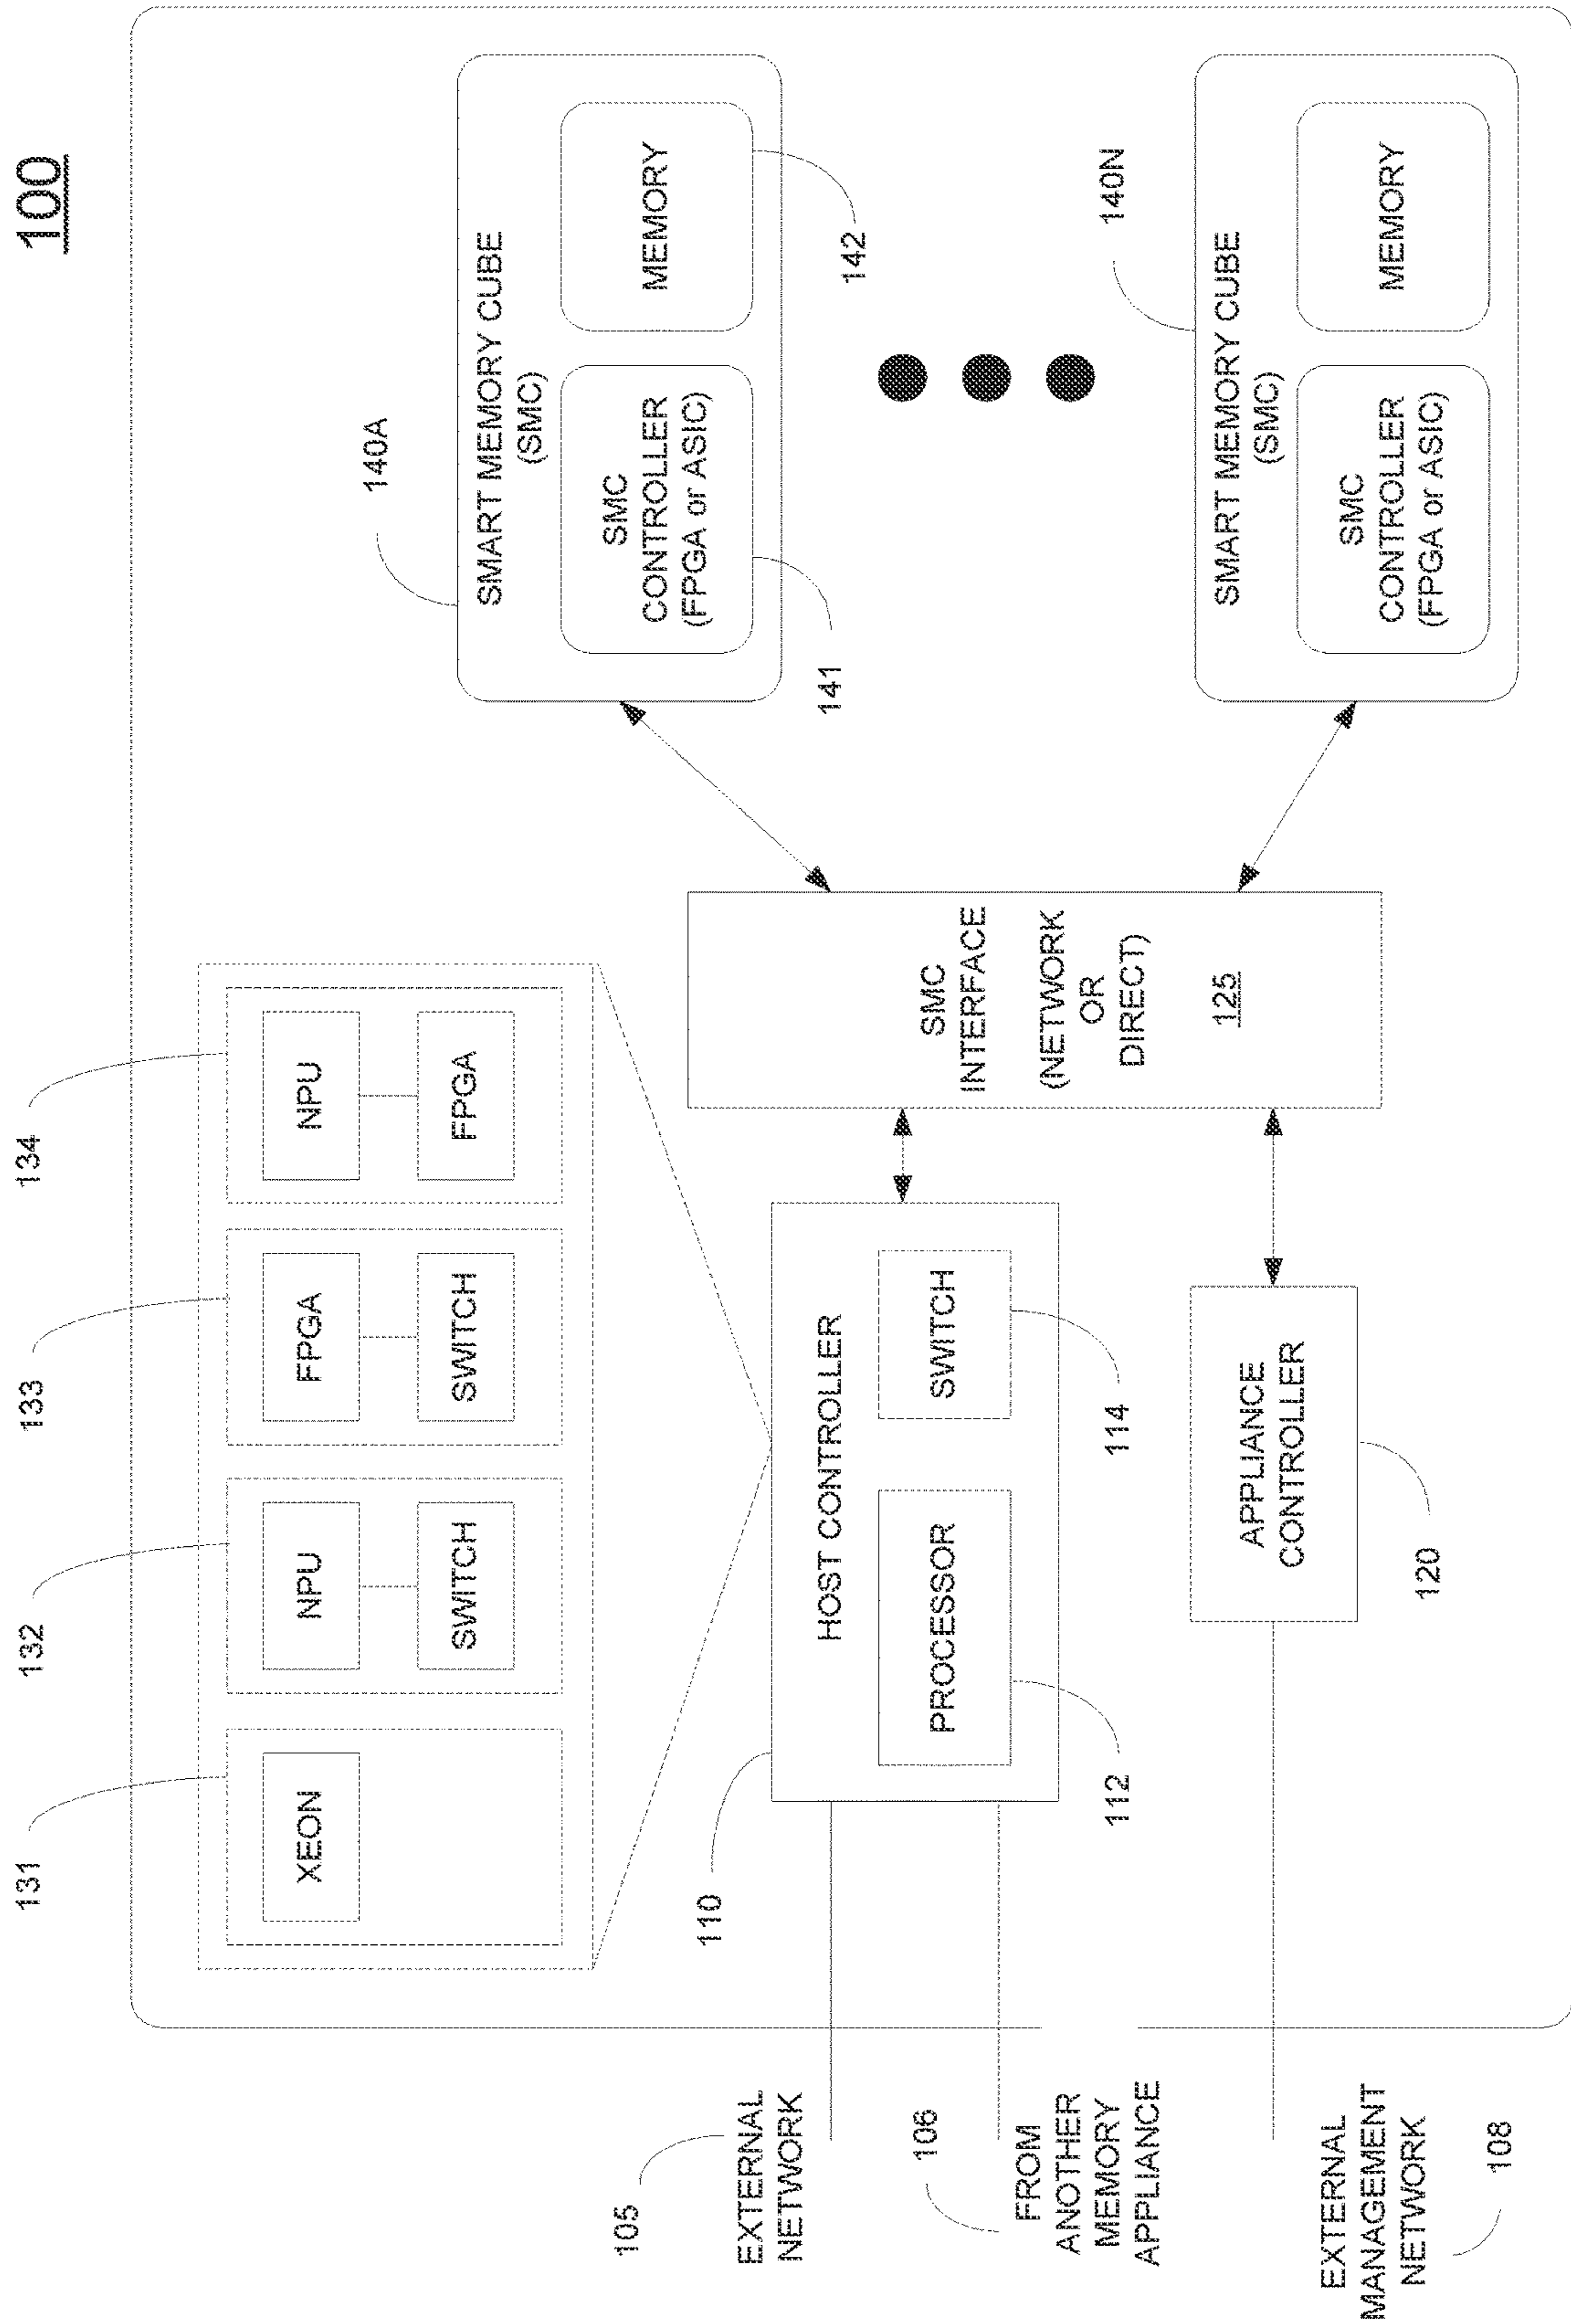 100
134
133
132
131
NPU
FPGA
FPGA
SWITCH
NPU
SWITCH
XEON
110
HOST CONTROLLER
PROCESSOR
SWITCH
112
114
APPLIANCE
CONTROLLER
120
105
EXTERNAL
NETWORK
106
FROM
ANOTHER
MEMORY
APPLIANCE
EXTERNAL
MANAGEMENT
NETWORK
108
SMC
INTERFACE
(NETWORK
OR
DIRECT)
125
140A
SMART MEMORY CUBE
(SMC)
SMC
CONTROLLER
(FPGA or ASIC)
MEMORY
141
142
140N
SMART MEMORY CUBE
(SMC)
SMC
CONTROLLER
(FPGA or ASIC)
MEMORY